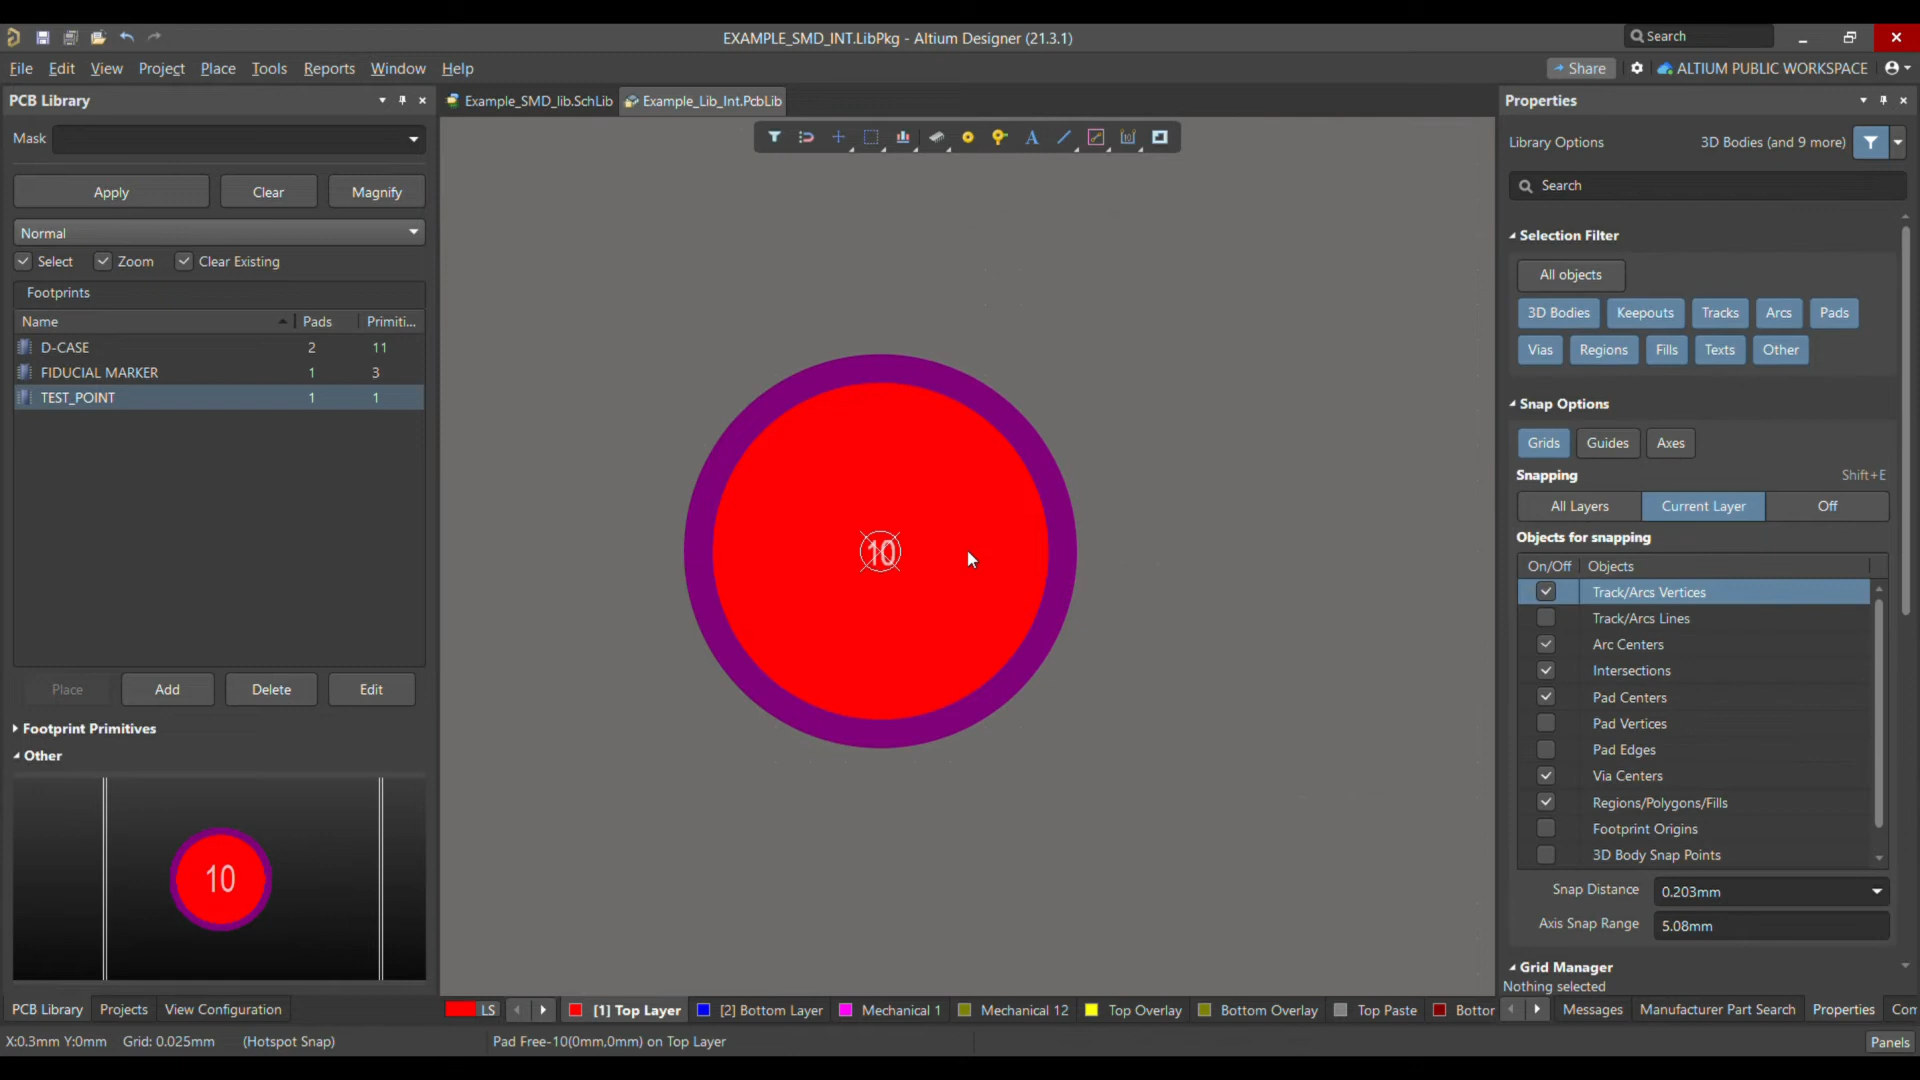 EXAMPLE_SMD_INT.LibPkg - Altium Designer (21.3.1)
Search
File Edit View Project Place Tools Reports Window Help
Share
ALTIUM PUBLIC WORKSPACE
PCB Library
Example_SMD_lib.SchLib
Example_Lib_Int.PcbLib
Properties
Mask
Library Options
3D Bodies (and 9 more)
Apply
Clear
Magnify
Search
Normal
Selection Filter
Select
Zoom
Clear Existing
All objects
Footprints
3D Bodies Keepouts Tracks Arcs Pads
Name Pads Primiti...
D-CASE 2 11
Vias Regions Fills Texts Other
FIDUCIAL MARKER 1 3
TEST_POINT 1 1
Snap Options
Grids Guides Axes
Snapping Shift+E
All Layers Current Layer Off
Objects for snapping
10
On/Off Objects
Track/Arcs Vertices
Track/Arcs Lines
Arc Centers
Intersections
Pad Centers
Place Add Delete Edit
Pad Vertices
Footprint Primitives
Pad Edges
Other
Via Centers
Regions/Polygons/Fills
Footprint Origins
3D Body Snap Points
10
Snap Distance 0.203mm
Axis Snap Range 5.08mm
Grid Manager
Nothing selected
PCB Library Projects View Configuration
LS
[1] Top Layer
[2] Bottom Layer
Mechanical 1
Mechanical 12
Top Overlay
Bottom Overlay
Top Paste
Bottor
Messages Manufacturer Part Search Properties Com
X:0.3mm Y:0mm Grid: 0.025mm (Hotspot Snap)
Pad Free-10(0mm,0mm) on Top Layer
Panels